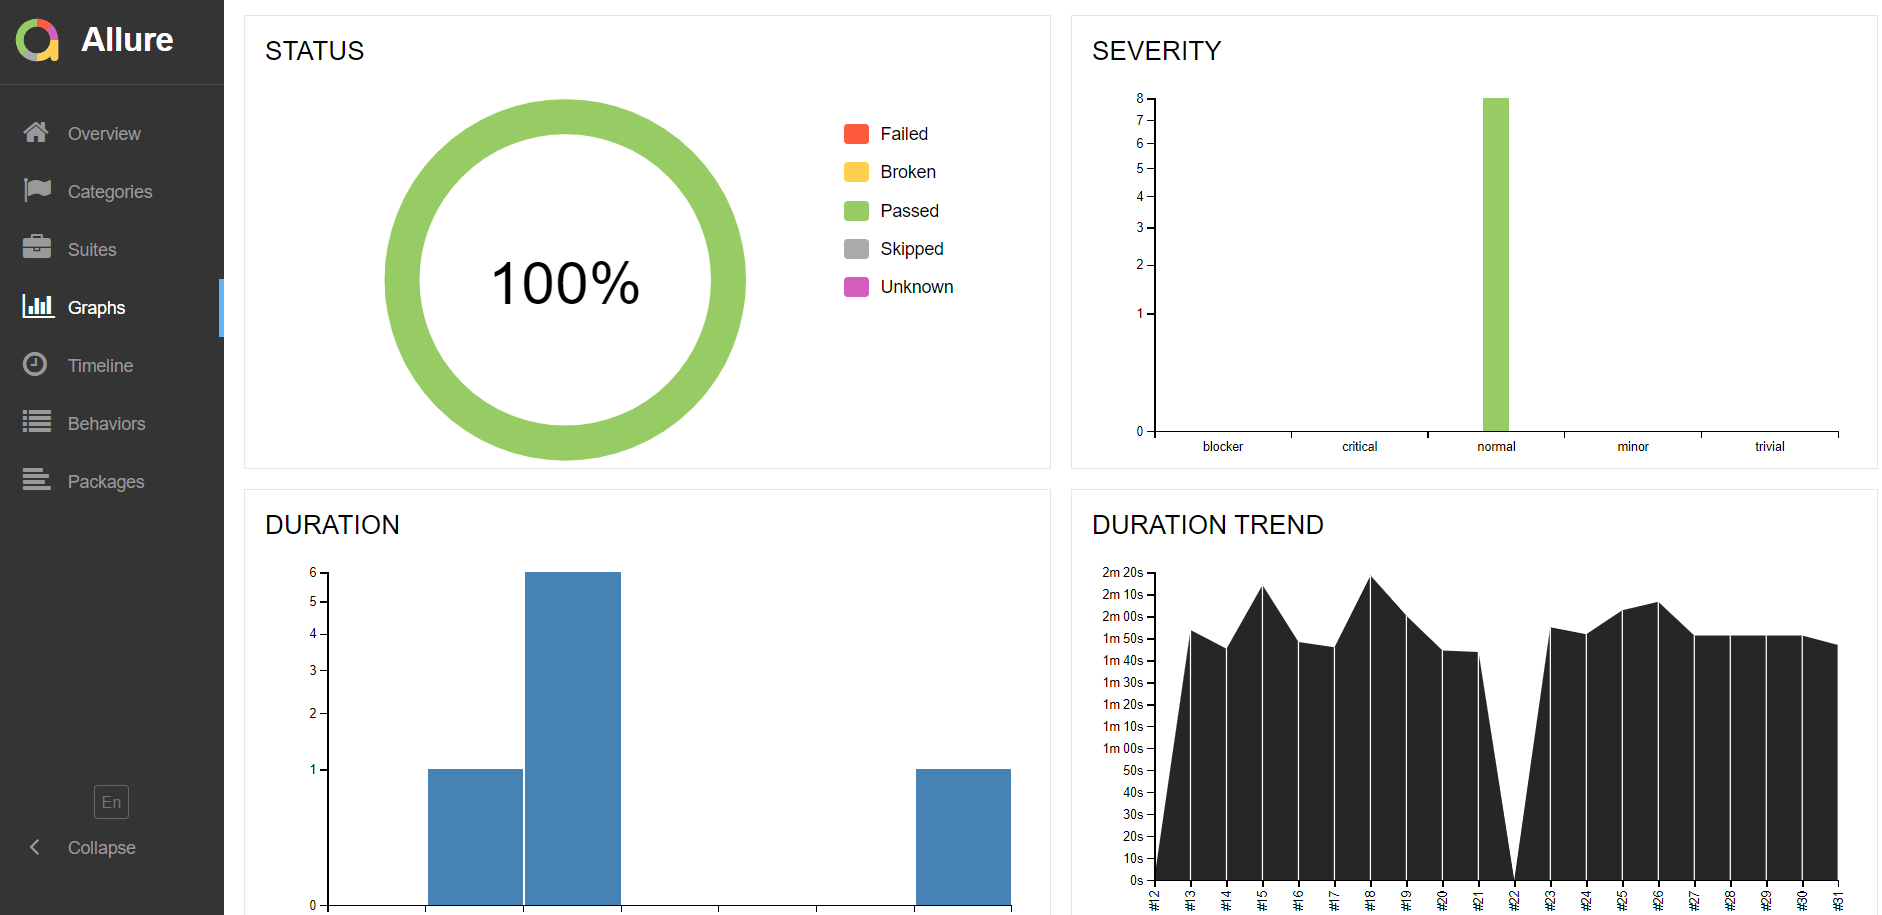 Allure
Overview
Categories
Suites
Graphs
Timeline
Behaviors
Packages
En
Collapse
STATUS
100%
Failed
Broken
Passed
Skipped
Unknown
SEVERITY
8
7
6
5
4
3
2
1
0
blocker critical normal minor trivial
DURATION
6
5
4
3
2
1
0
DURATION TREND
2m 20s
2m 10s
2m 00s
1m 50s
1m 40s
1m 30s
1m 20s
1m 10s
1m 00s
50s
40s
30s
20s
10s
0s
#12 #13 #14 #15 #16 #17 #18 #19 #20 #21 #22 #23 #24 #25 #26 #27 #28 #29 #30 #31